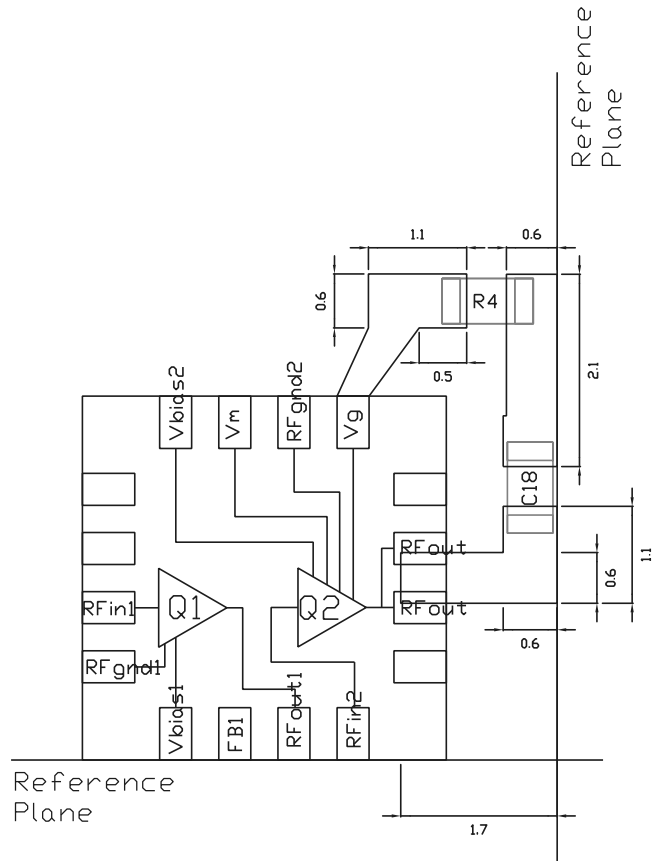 Reference
Plane
1.1
0.6
0.6
R4
0.5
2.1
Vbias2
Vm
RFgnd2
Vg
C18
RFout
RFout
1.1
0.6
0.6
RFin1
Q1
Q2
RFgnd1
Vbias1
FB1
RFout1
RFin2
Reference
Plane
1.7